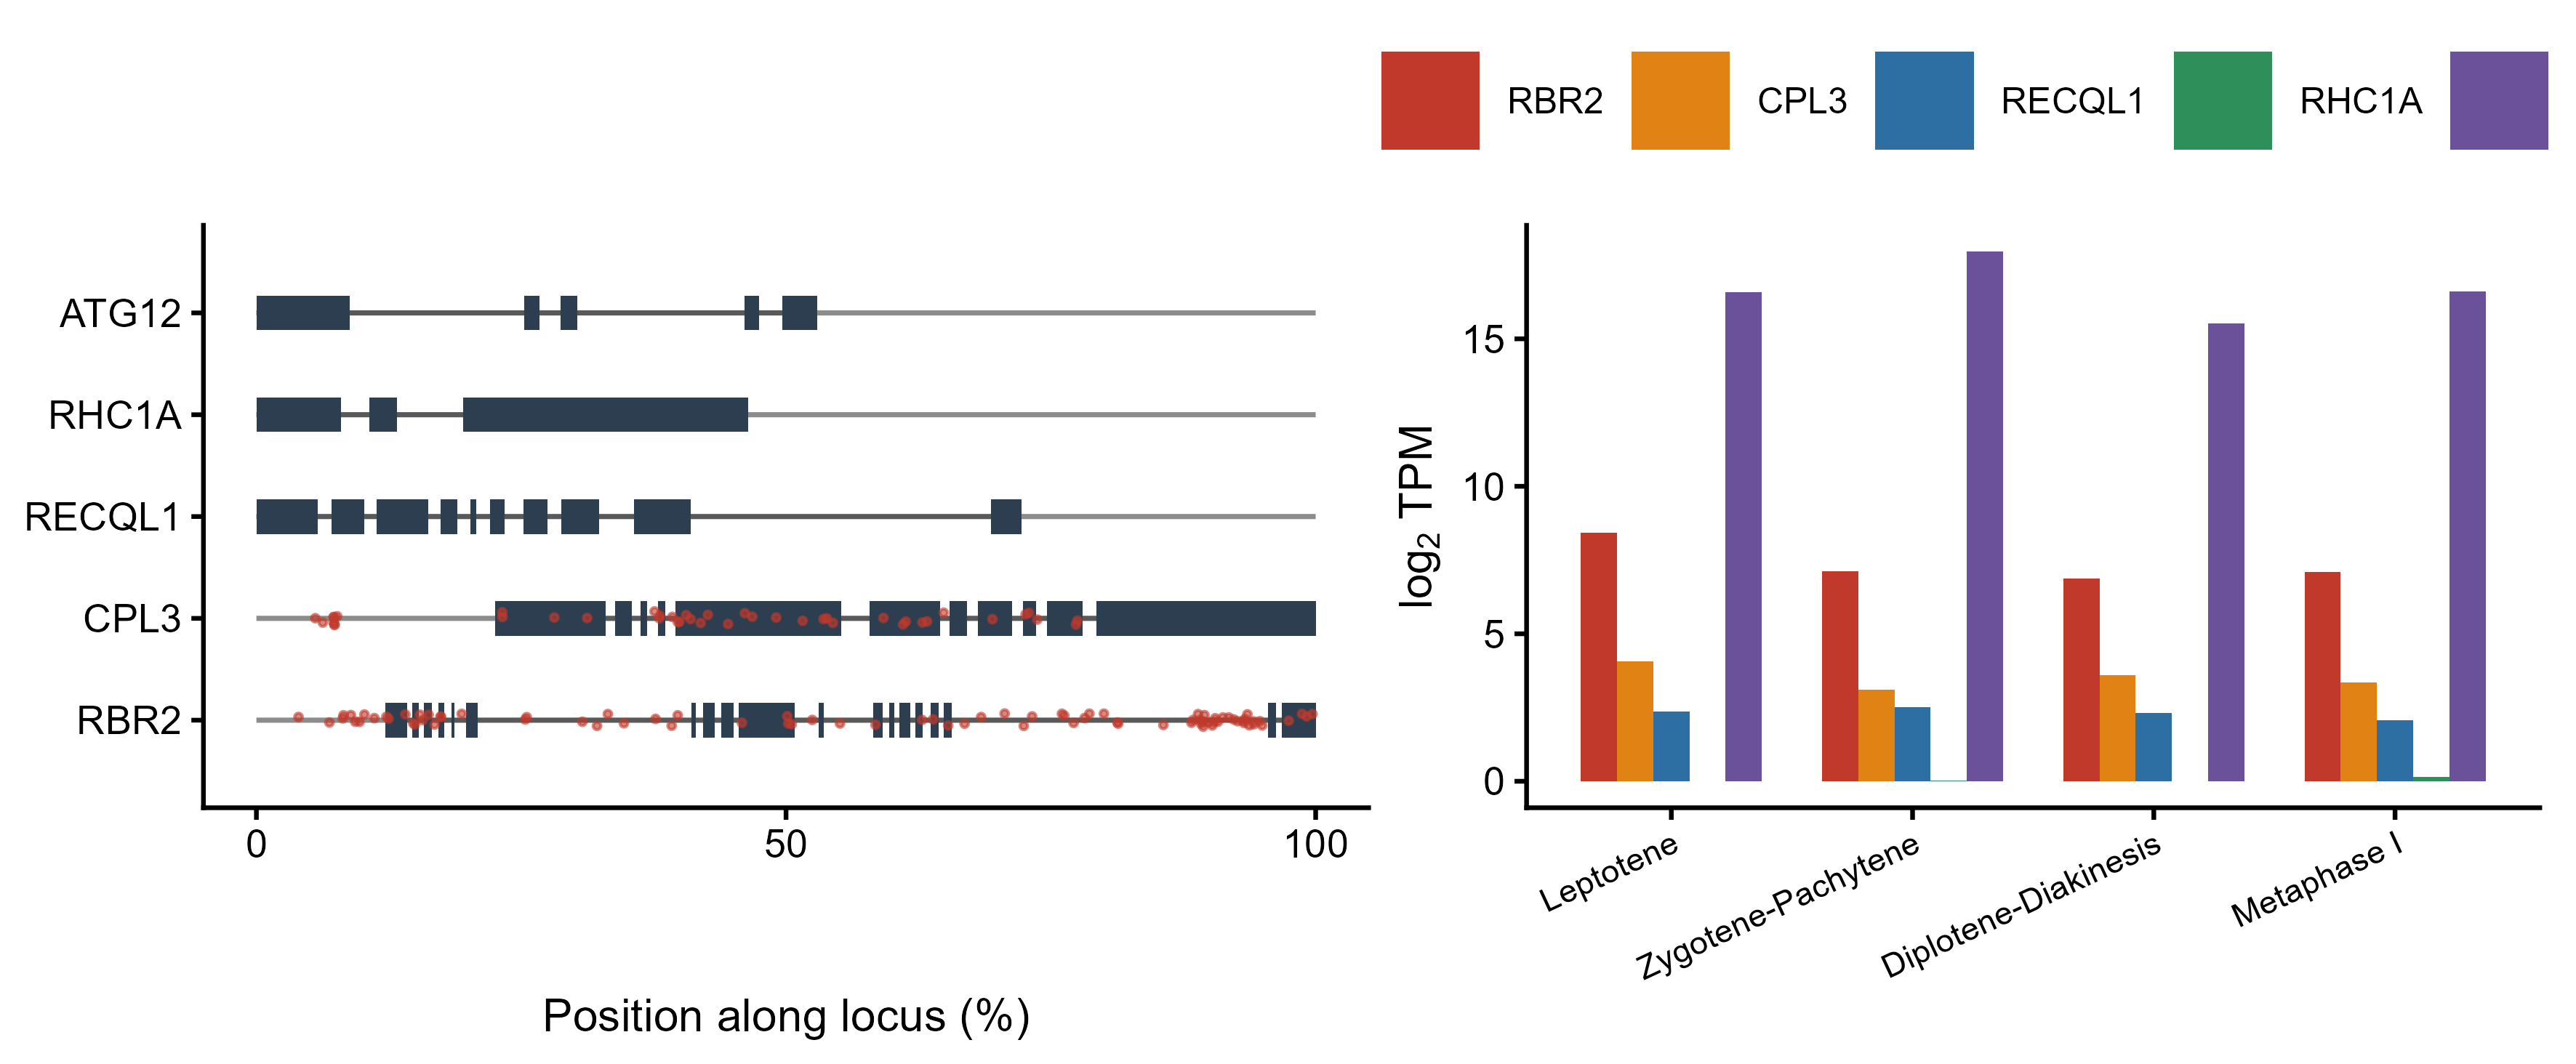 RBR2 CPL3 RECQL1 RHC1A
ATG12
RHC1A
RECQL1
CPL3
RBR2
0 50 100
Position along locus (%)
log₂ TPM
15
10
5
0
Leptotene
Zygotene-Pachytene
Diplotene-Diakinesis
Metaphase I